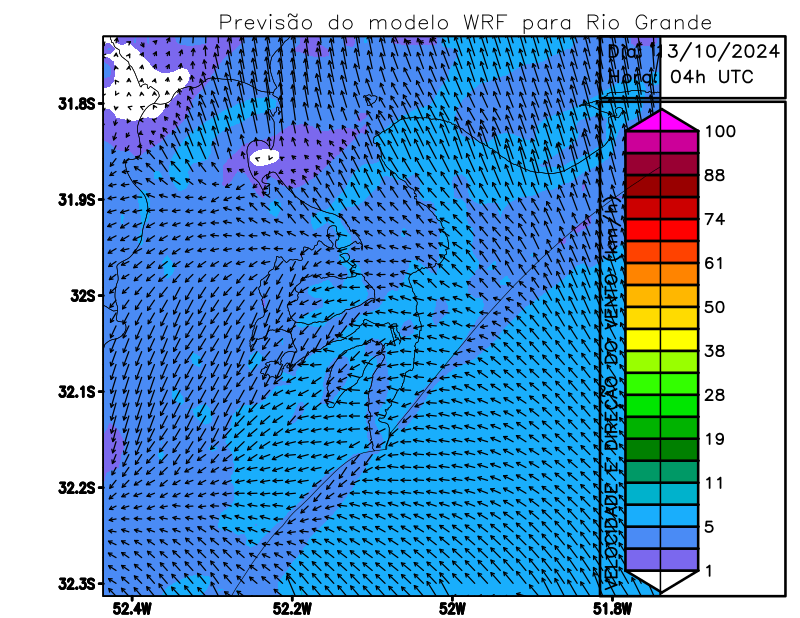 Previsão do modelo WRF para Rio Grande
Dia: 13/10/2024
Hora: 04h UTC
31.8S
31.9S
32S
32.1S
32.2S
32.3S
52.4W
52.2W
52W
51.8W
VELOCIDADE E DIREÇÃO DO VENTO (km/h)
100
88
74
61
50
38
28
19
11
5
1